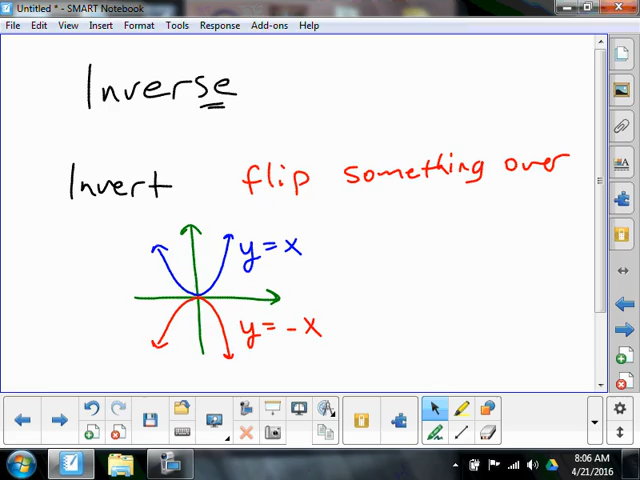 Untitled * - SMART Notebook
File Edit View Insert Format Tools Response Add-ons Help
Inverse
Invert flip something over
y = x
y = -x
8:06 AM
4/21/2016